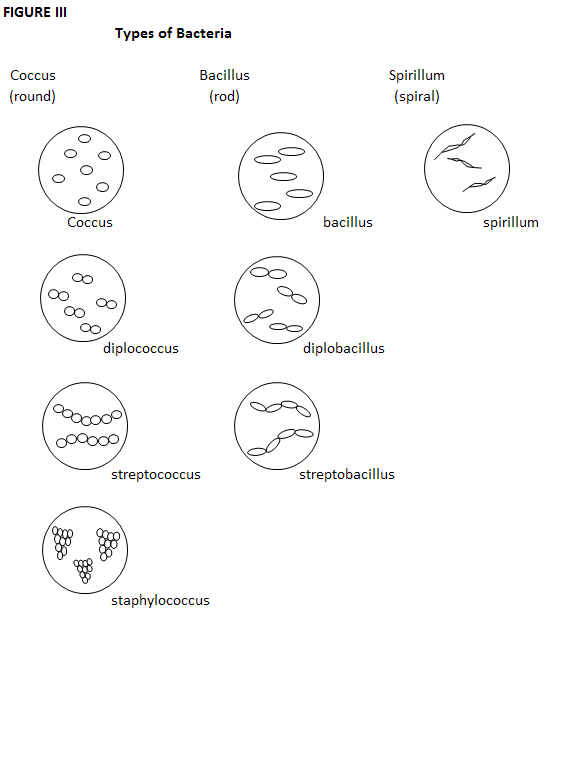 FIGURE III
Types of Bacteria
Coccus Bacillus Spirillum
(round) (rod) (spiral)
Coccus bacillus spirillum
diplococcus diplobacillus
streptococcus streptobacillus
staphylococcus